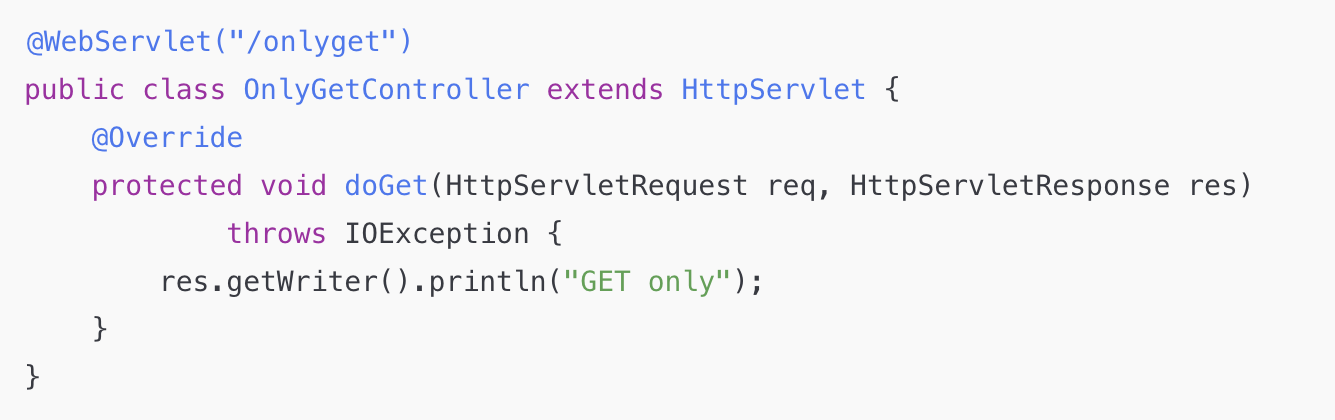 @WebServlet("/onlyget")
public class OnlyGetController extends HttpServlet {
    @Override
    protected void doGet(HttpServletRequest req, HttpServletResponse res)
            throws IOException {
        res.getWriter().println("GET only");
    }
}